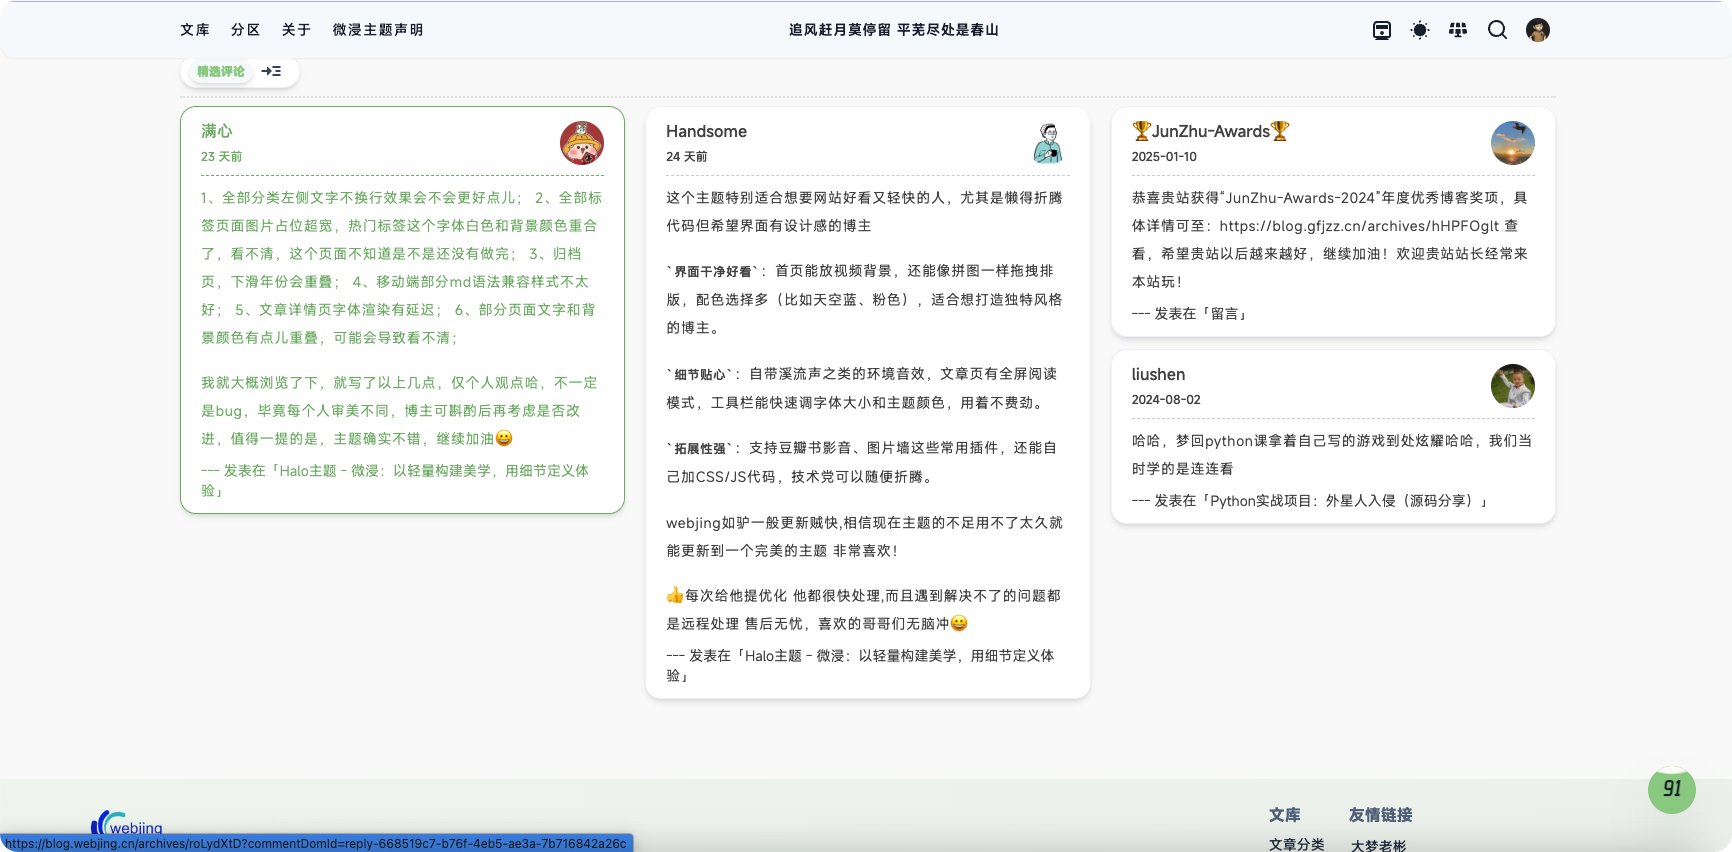 文库 分区 关于 微浸主题声明
追风赶月莫停留 平芜尽处是春山
精选评论
满心
23 天前
1、全部分类左侧文字不换行效果会不会更好点儿； 2、全部标
签页面图片占位超宽，热门标签这个字体白色和背景颜色重合
了，看不清，这个页面不知道是不是还没有做完； 3、归档
页，下滑年份会重叠； 4、移动端部分md语法兼容样式不太
好； 5、文章详情页字体渲染有延迟； 6、部分页面文字和背
景颜色有点儿重叠，可能会导致看不清；
我就大概浏览了下，就写了以上几点，仅个人观点哈，不一定
是bug，毕竟每个人审美不同，博主可斟酌后再考虑是否改
进，值得一提的是，主题确实不错，继续加油😀
--- 发表在「Halo主题 - 微浸：以轻量构建美学，用细节定义体
验」
Handsome
24 天前
这个主题特别适合想要网站好看又轻快的人，尤其是懒得折腾
代码但希望界面有设计感的博主
`界面干净好看`：首页能放视频背景，还能像拼图一样拖拽排
版，配色选择多（比如天空蓝、粉色），适合想打造独特风格
的博主。
`细节贴心`：自带溪流声之类的环境音效，文章页有全屏阅读
模式，工具栏能快速调字体大小和主题颜色，用着不费劲。
`拓展性强`：支持豆瓣书影音、图片墙这些常用插件，还能自
己加CSS/JS代码，技术党可以随便折腾。
webjing如驴一般更新贼快,相信现在主题的不足用不了太久就
能更新到一个完美的主题 非常喜欢！
👍每次给他提优化 他都很快处理,而且遇到解决不了的问题都
是远程处理 售后无忧，喜欢的哥哥们无脑冲😀
--- 发表在「Halo主题 - 微浸：以轻量构建美学，用细节定义体
验」
🏆JunZhu-Awards🏆
2025-01-10
恭喜贵站获得“JunZhu-Awards-2024”年度优秀博客奖项，具
体详情可至：https://blog.gfjzz.cn/archives/hHPFOglt 查
看，希望贵站以后越来越好，继续加油！欢迎贵站站长经常来
本站玩！
--- 发表在「留言」
liushen
2024-08-02
哈哈，梦回python课拿着自己写的游戏到处炫耀哈哈，我们当
时学的是连连看
--- 发表在「Python实战项目：外星人入侵（源码分享）」
91
webjing
文库 友情链接
文章分类 大梦老彬
https://blog.webjing.cn/archives/roLydXtD?commentDomId=reply-668519c7-b76f-4eb5-ae3a-7b716842a26c